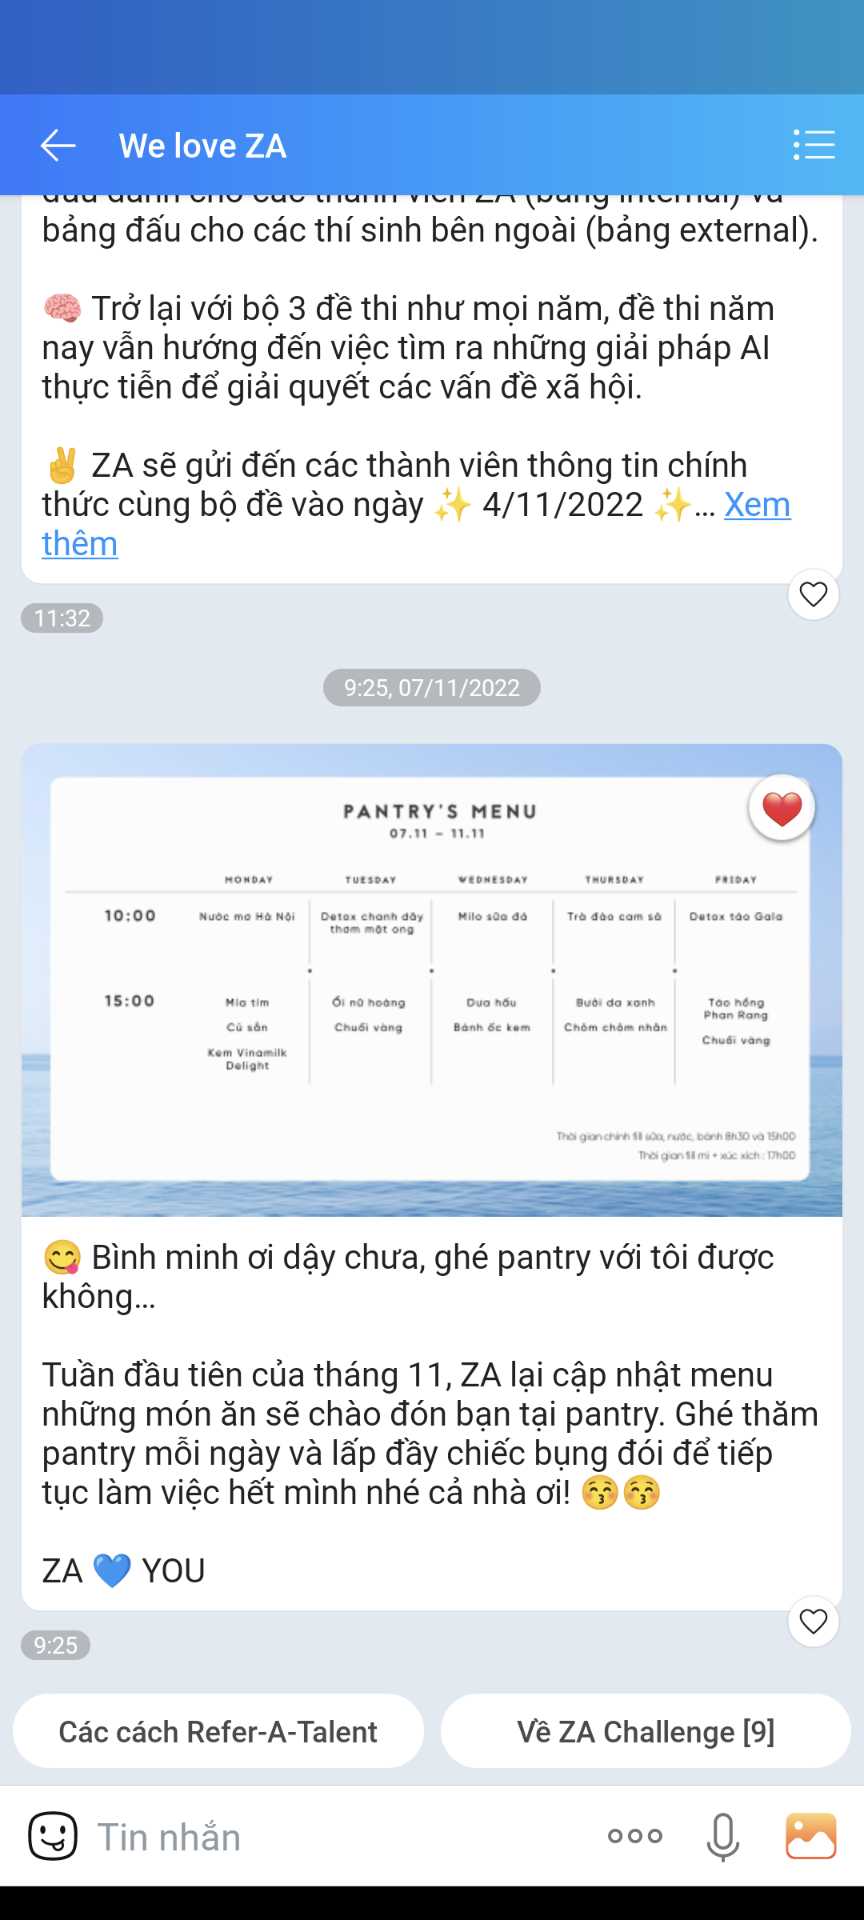 We love ZA
đấu dành cho các thành viên ZA (bảng internal) và
bảng đấu cho các thí sinh bên ngoài (bảng external).
🧠 Trở lại với bộ 3 đề thi như mọi năm, đề thi năm
nay vẫn hướng đến việc tìm ra những giải pháp AI
thực tiễn để giải quyết các vấn đề xã hội.
✌️ ZA sẽ gửi đến các thành viên thông tin chính
thức cùng bộ đề vào ngày ✨ 4/11/2022 ✨... Xem
thêm
11:32
9:25, 07/11/2022
PANTRY'S MENU
07.11 – 11.11
MONDAY TUESDAY WEDNESDAY THURSDAY FRIDAY
10:00
Nước mơ Hà Nội
Detox chanh dây
thơm mật ong
Milo sữa đá
Trà đào cam sả
Detox táo Gala
15:00
Mía tím
Củ sắn
Kem Vinamilk
Delight
Ổi nữ hoàng
Chuối vàng
Dưa hấu
Bánh ốc kem
Bưởi da xanh
Chôm chôm nhãn
Táo hồng
Phan Rang
Chuối vàng
Thời gian chính fill sữa, nước, bánh 8h30 và 15h00
Thời gian fill mì + xúc xích : 17h00
😋 Bình minh ơi dậy chưa, ghé pantry với tôi được
không...
Tuần đầu tiên của tháng 11, ZA lại cập nhật menu
những món ăn sẽ chào đón bạn tại pantry. Ghé thăm
pantry mỗi ngày và lấp đầy chiếc bụng đói để tiếp
tục làm việc hết mình nhé cả nhà ơi! 😚😚
ZA 💙 YOU
9:25
Các cách Refer-A-Talent
Về ZA Challenge [9]
Tin nhắn